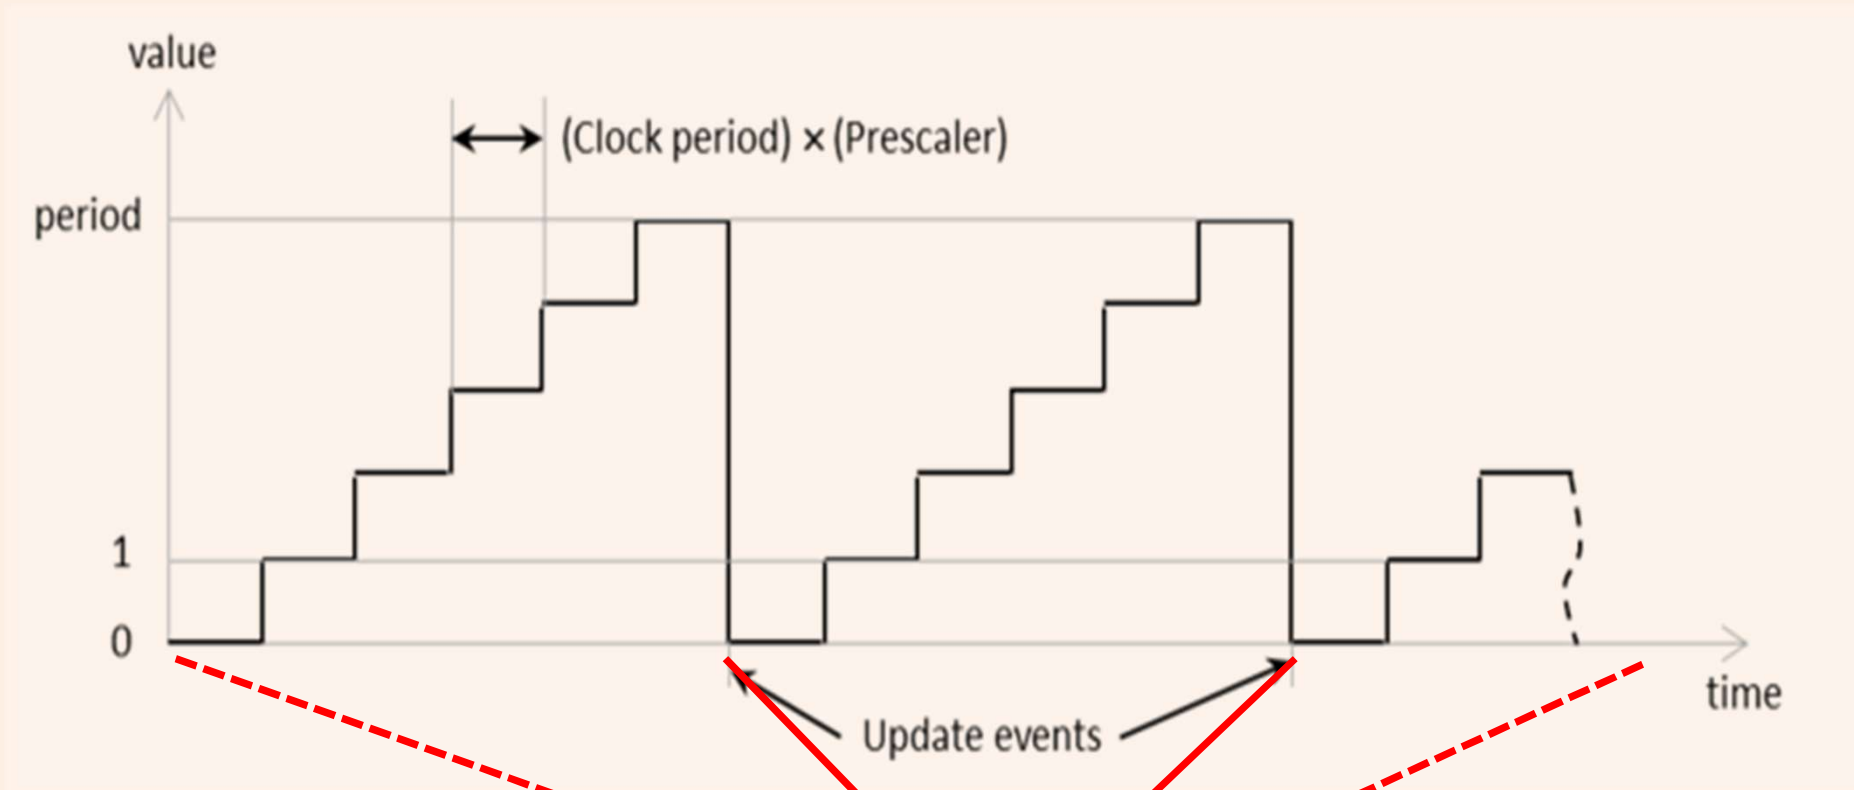 value
(Clock period) × (Prescaler)
period
1
0
time
Update events